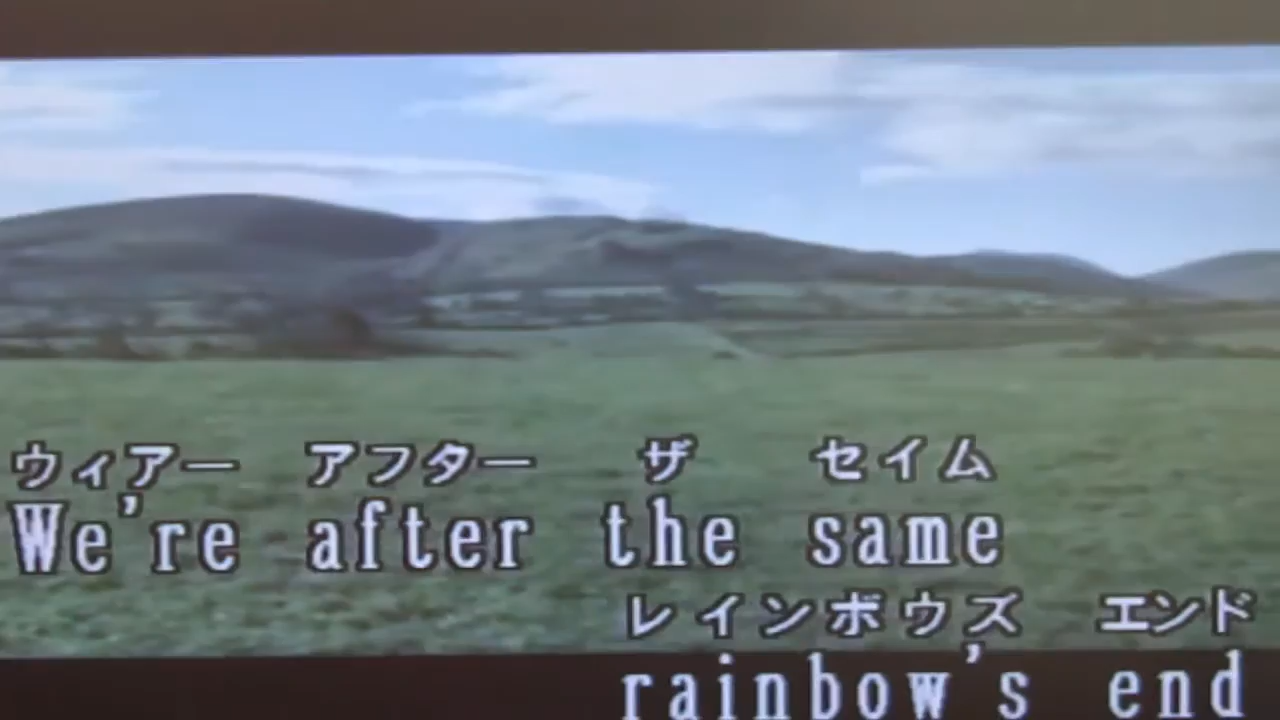 ウィアー アフター ザ セイム
We're after the same
レインボウズ エンド
rainbow's end